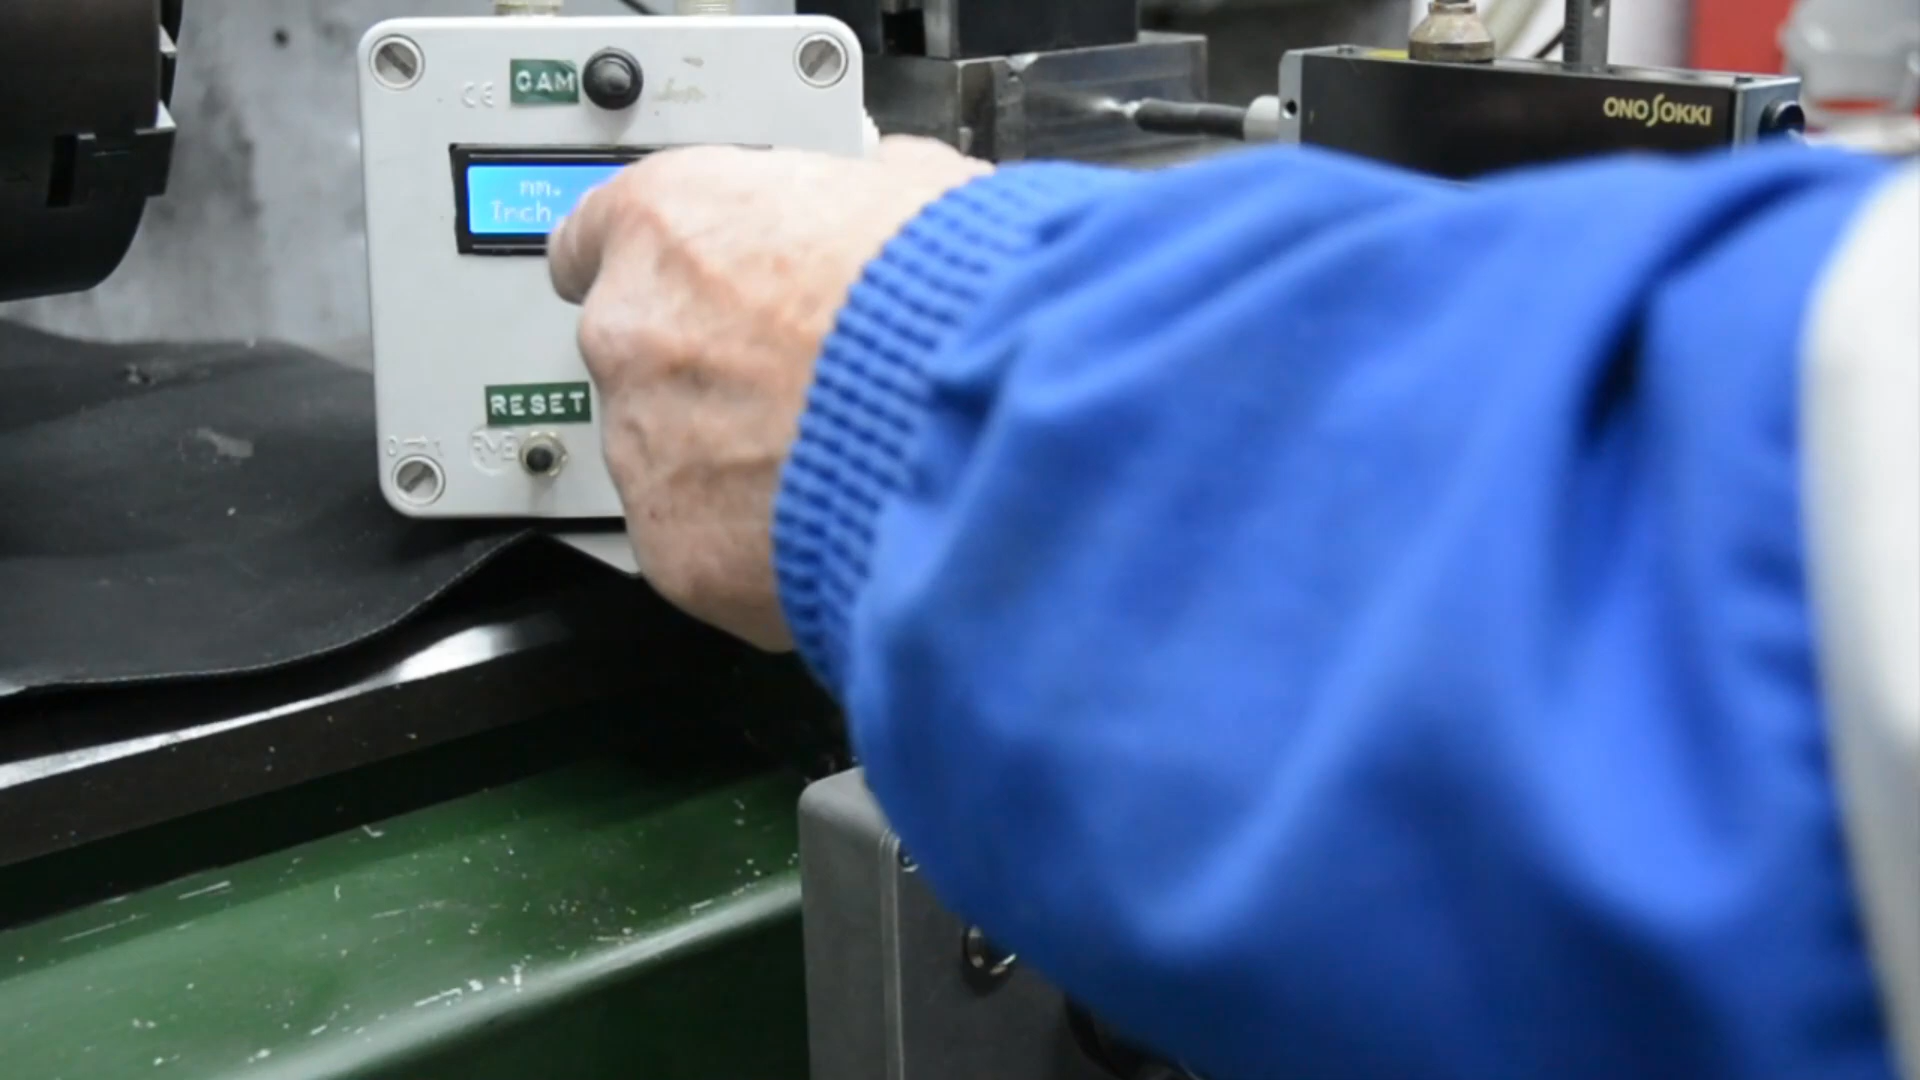 CE
CAM
ONO SOKKI
mm.
Inch.
RESET